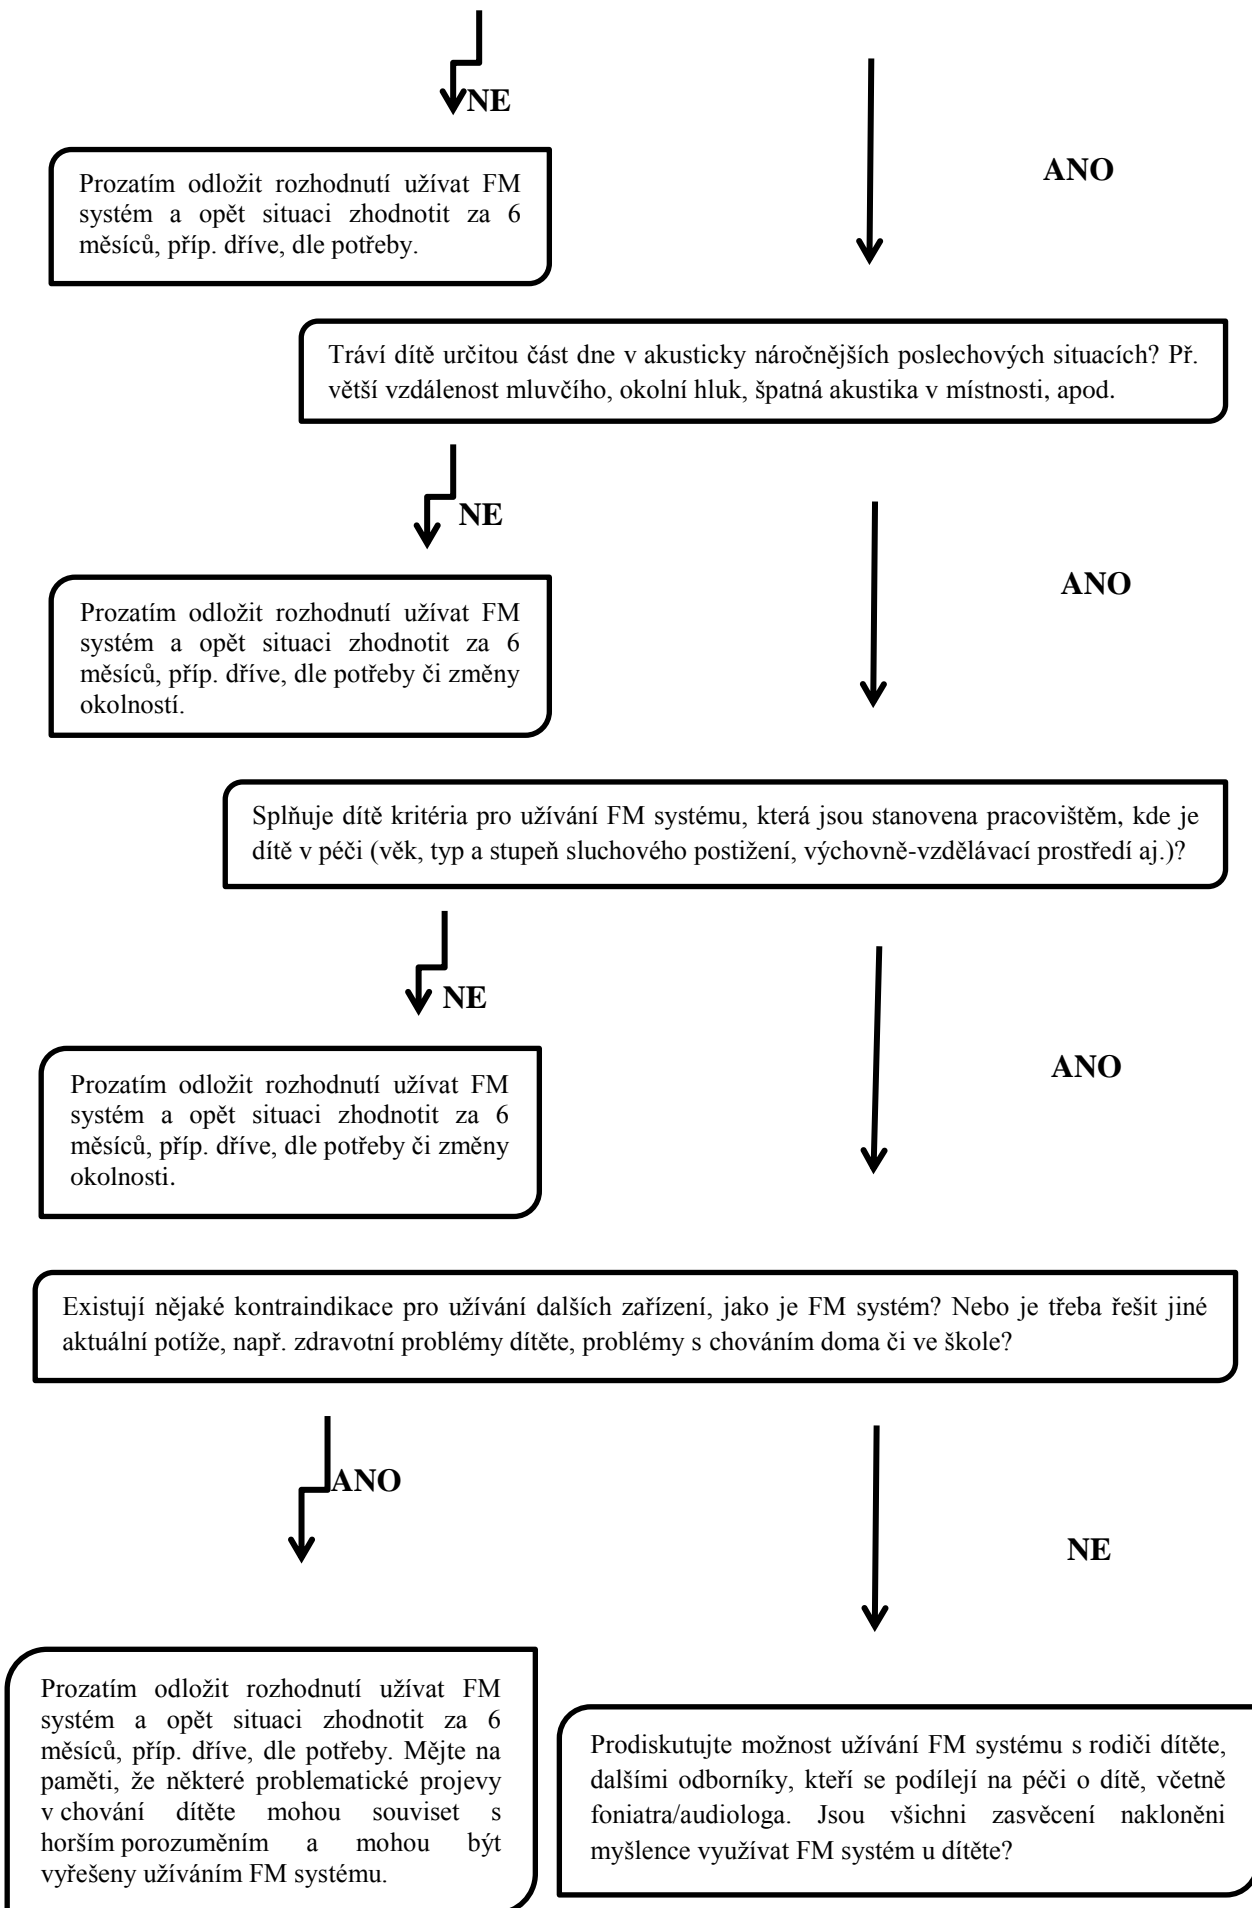 NE
ANO
Prozatím odložit rozhodnutí užívat FM
systém a opět situaci zhodnotit za 6
měsíců, příp. dříve, dle potřeby.
Tráví dítě určitou část dne v akusticky náročnějších poslechových situacích? Př.
větší vzdálenost mluvčího, okolní hluk, špatná akustika v místnosti, apod.
NE
ANO
Prozatím odložit rozhodnutí užívat FM
systém a opět situaci zhodnotit za 6
měsíců, příp. dříve, dle potřeby či změny
okolností.
Splňuje dítě kritéria pro užívání FM systému, která jsou stanovena pracovištěm, kde je
dítě v péči (věk, typ a stupeň sluchového postižení, výchovně-vzdělávací prostředí aj.)?
NE
ANO
Prozatím odložit rozhodnutí užívat FM
systém a opět situaci zhodnotit za 6
měsíců, příp. dříve, dle potřeby či změny
okolnosti.
Existují nějaké kontraindikace pro užívání dalších zařízení, jako je FM systém? Nebo je třeba řešit jiné
aktuální potíže, např. zdravotní problémy dítěte, problémy s chováním doma či ve škole?
ANO
NE
Prozatím odložit rozhodnutí užívat FM
systém a opět situaci zhodnotit za 6
měsíců, příp. dříve, dle potřeby. Mějte na
paměti, že některé problematické projevy
v chování dítěte mohou souviset s
horším porozuměním a mohou být
vyřešeny užíváním FM systému.
Prodiskutujte možnost užívání FM systému s rodiči dítěte,
dalšími odborníky, kteří se podílejí na péči o dítě, včetně
foniatra/audiologa. Jsou všichni zasvěcení nakloněni
myšlence využívat FM systém u dítěte?